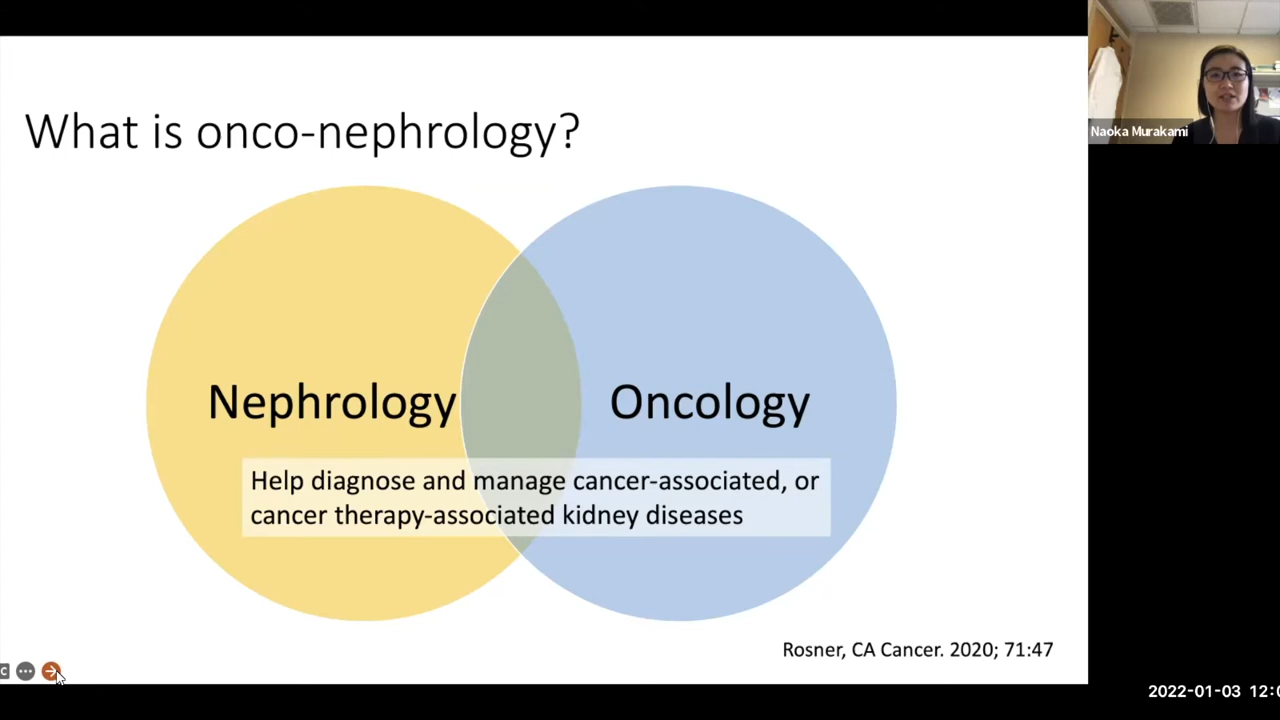 What is onco-nephrology?
Naoka Murakami
Nephrology
Oncology
Help diagnose and manage cancer-associated, or
cancer therapy-associated kidney diseases
Rosner, CA Cancer. 2020; 71:47
2022-01-03 12:0